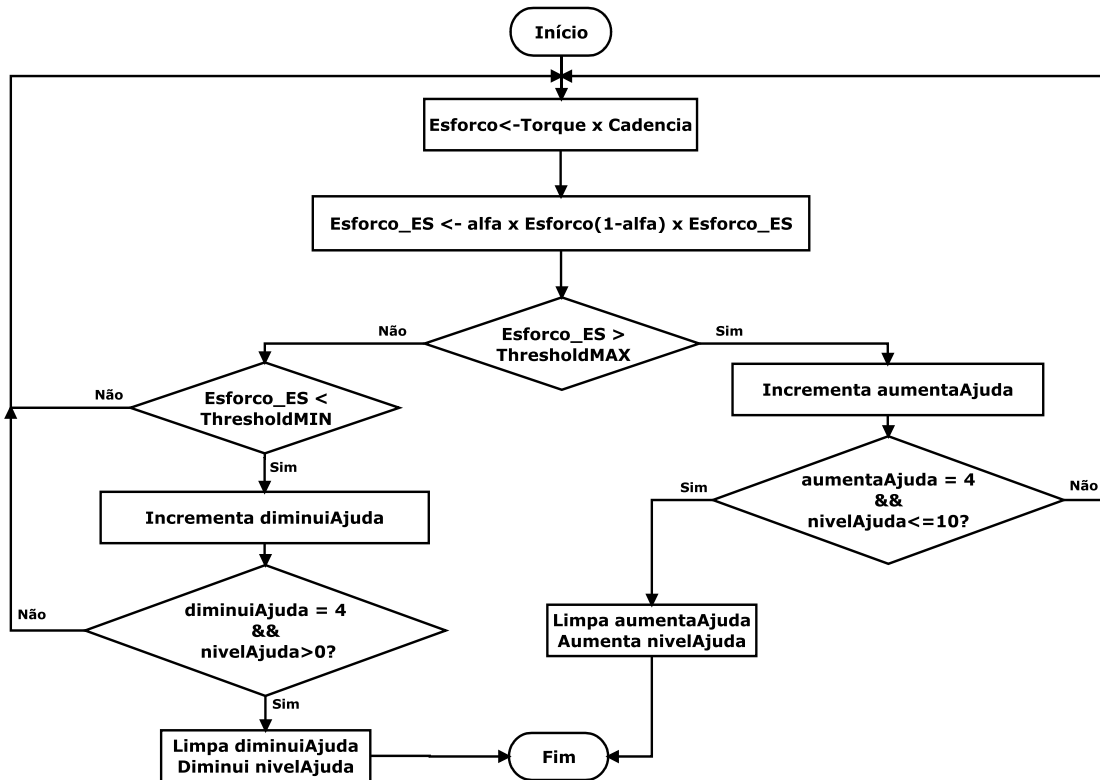 Início
Esforco<-Torque x Cadencia
Esforco_ES <- alfa x Esforco(1-alfa) x Esforco_ES
Não
Esforco_ES >
ThresholdMAX
Sim
Não
Esforco_ES <
ThresholdMIN
Sim
Incrementa diminuiAjuda
Não
diminuiAjuda = 4
&&
nivelAjuda>0?
Sim
Limpa diminuiAjuda
Diminui nivelAjuda
Incrementa aumentaAjuda
Sim
aumentaAjuda = 4
&&
nivelAjuda<=10?
Não
Limpa aumentaAjuda
Aumenta nivelAjuda
Fim